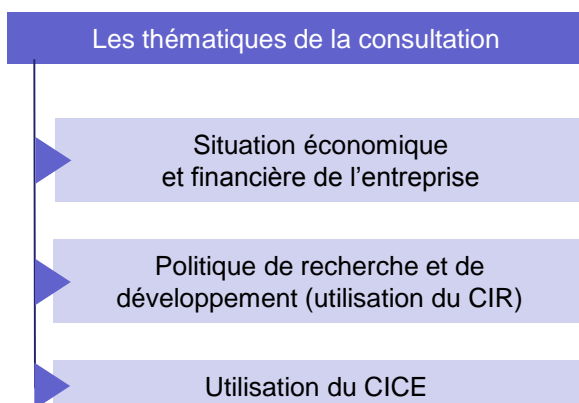 Les thématiques de la consultation
Situation économique
et financière de l'entreprise
Politique de recherche et de
développement (utilisation du CIR)
Utilisation du CICE